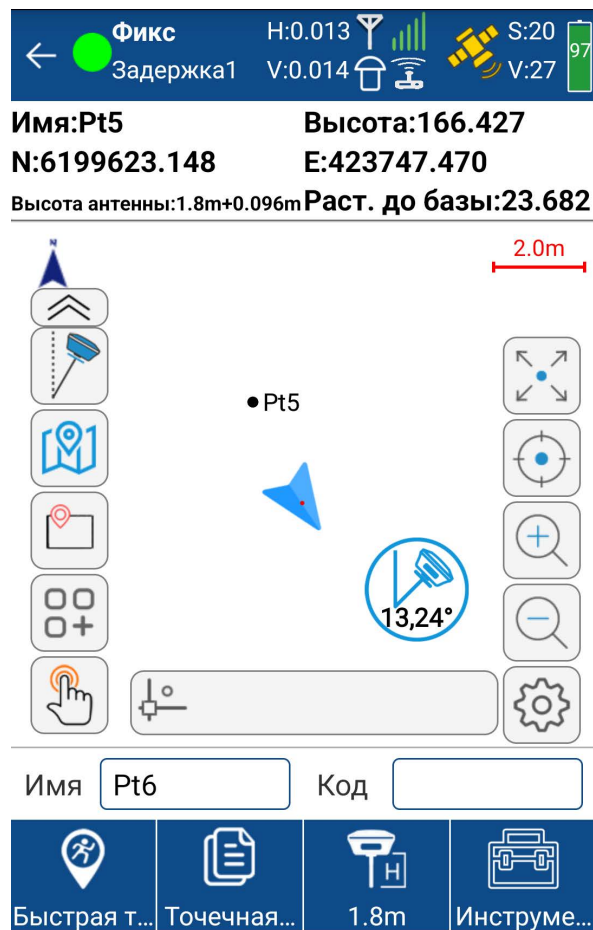 Фикс H:0.013 S:20 97
Задержка1 V:0.014 V:27
Имя:Pt5 Высота:166.427
N:6199623.148 E:423747.470
Высота антенны:1.8m+0.096m Раст. до базы:23.682
N 2.0m
Pt5
13,24°
Имя Pt6 Код
H
Быстрая т... Точечная... 1.8m Инструме...